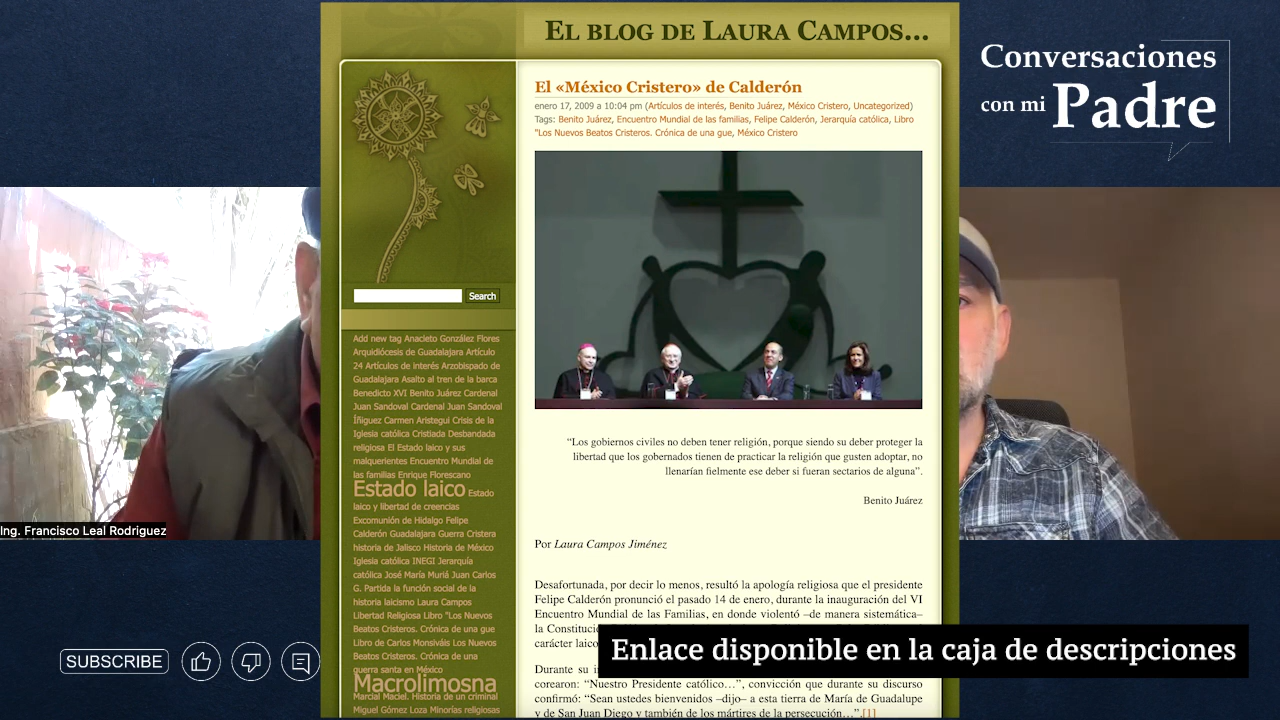 EL BLOG DE LAURA CAMPOS...
Conversaciones
con mi Padre
El «México Cristero» de Calderón
enero 17, 2009 a 10:04 pm (Artículos de interés, Benito Juárez, México Cristero, Uncategorized)
Tags: Benito Juárez, Encuentro Mundial de las familias, Felipe Calderón, Jerarquía católica, Libro
"Los Nuevos Beatos Cristeros. Crónica de una gue, México Cristero
Search
Add new tag Anacleto González Flores
Arquidiócesis de Guadalajara Artículo
24 Artículos de interés Arzobispado de
Guadalajara Asalto al tren de la barca
Benedicto XVI Benito Juárez Cardenal
Juan Sandoval Cardenal Juan Sandoval
Íñiguez Carmen Aristegui Crisis de la
Iglesia católica Cristiada Desbandada
religiosa El Estado laico y sus
malquerientes Encuentro Mundial de
las familias Enrique Florescano
Estado laico Estado
laico y libertad de creencias
Excomunión de Hidalgo Felipe
Calderón Guadalajara Guerra Cristera
historia de Jalisco Historia de México
Iglesia católica INEGI Jerarquía
católica José María Muriá Juan Carlos
G. Partida la función social de la
historia laicismo Laura Campos
Libertad Religiosa Libro "Los Nuevos
Beatos Cristeros. Crónica de una gue
Libro de Carlos Monsiváis Los Nuevos
Beatos Cristeros. Crónica de una
guerra santa en México
Macrolimosna
Marcial Maciel. Historia de un criminal
Miguel Gómez Loza Minorías religiosas
"Los gobiernos civiles no deben tener religión, porque siendo su deber proteger la
libertad que los gobernados tienen de practicar la religión que gusten adoptar, no
llenarían fielmente ese deber si fueran sectarios de alguna".
Benito Juárez
Por Laura Campos Jiménez
Desafortunada, por decir lo menos, resultó la apología religiosa que el presidente
Felipe Calderón pronunció el pasado 14 de enero, durante la inauguración del VI
Encuentro Mundial de las Familias, en donde violentó –de manera sistemática–
la Constituci
carácter laico
Durante su i
corearon: "Nuestro Presidente católico…", convicción que durante su discurso
confirmó: "Sean ustedes bienvenidos –dijo– a esta tierra de María de Guadalupe
y de San Juan Diego y también de los mártires de la persecución…".[1]
Ing. Francisco Leal Rodriguez
SUBSCRIBE
Enlace disponible en la caja de descripciones